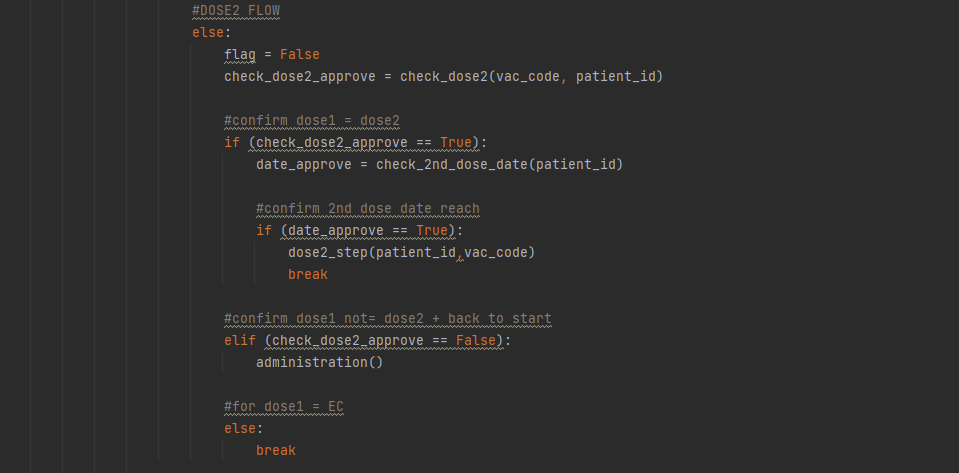 #DOSE2 FLOW
else:
flag = False
check_dose2_approve = check_dose2(vac_code, patient_id)
#confirm dose1 = dose2
if (check_dose2_approve == True):
date_approve = check_2nd_dose_date(patient_id)
#confirm 2nd dose date reach
if (date_approve == True):
dose2_step(patient_id,vac_code)
break
#confirm dose1 not= dose2 + back to start
elif (check_dose2_approve == False):
administration()
#for dose1 = EC
else:
break